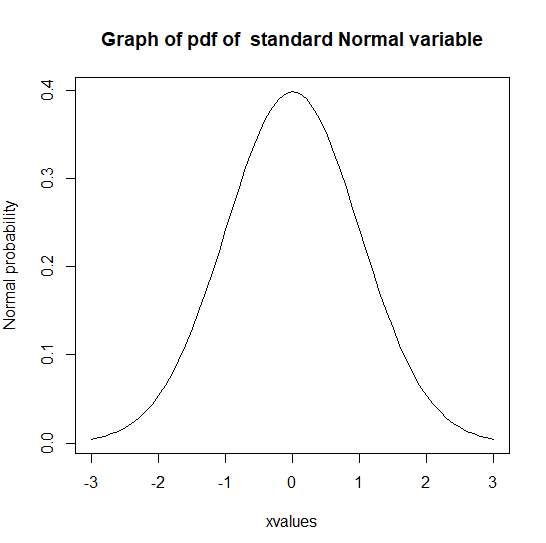 Graph of pdf of  standard Normal variable
Normal probability
0.4
0.3
0.2
0.1
0.0
-3 -2 -1 0 1 2 3
xvalues